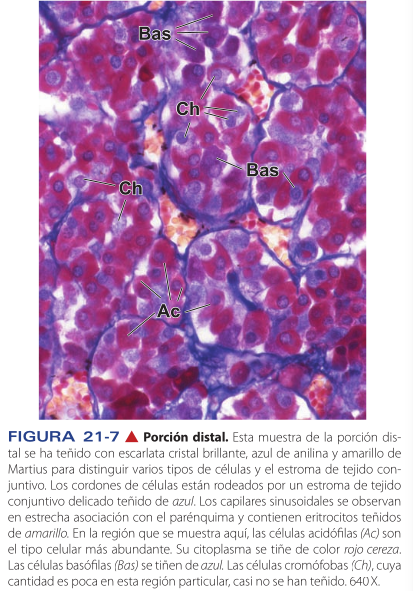 Bas
Ch
Bas
Ch
Ac
FIGURA 21-7 ▲ Porción distal. Esta muestra de la porción dis-
tal se ha teñido con escarlata cristal brillante, azul de anilina y amarillo de
Martius para distinguir varios tipos de células y el estroma de tejido con-
juntivo. Los cordones de células están rodeados por un estroma de tejido
conjuntivo delicado teñido de azul. Los capilares sinusoidales se observan
en estrecha asociación con el parénquima y contienen eritrocitos teñidos
de amarillo. En la región que se muestra aquí, las células acidófilas (Ac) son
el tipo celular más abundante. Su citoplasma se tiñe de color rojo cereza.
Las células basófilas (Bas) se tiñen de azul. Las células cromófobas (Ch), cuya
cantidad es poca en esta región particular, casi no se han teñido. 640 X.